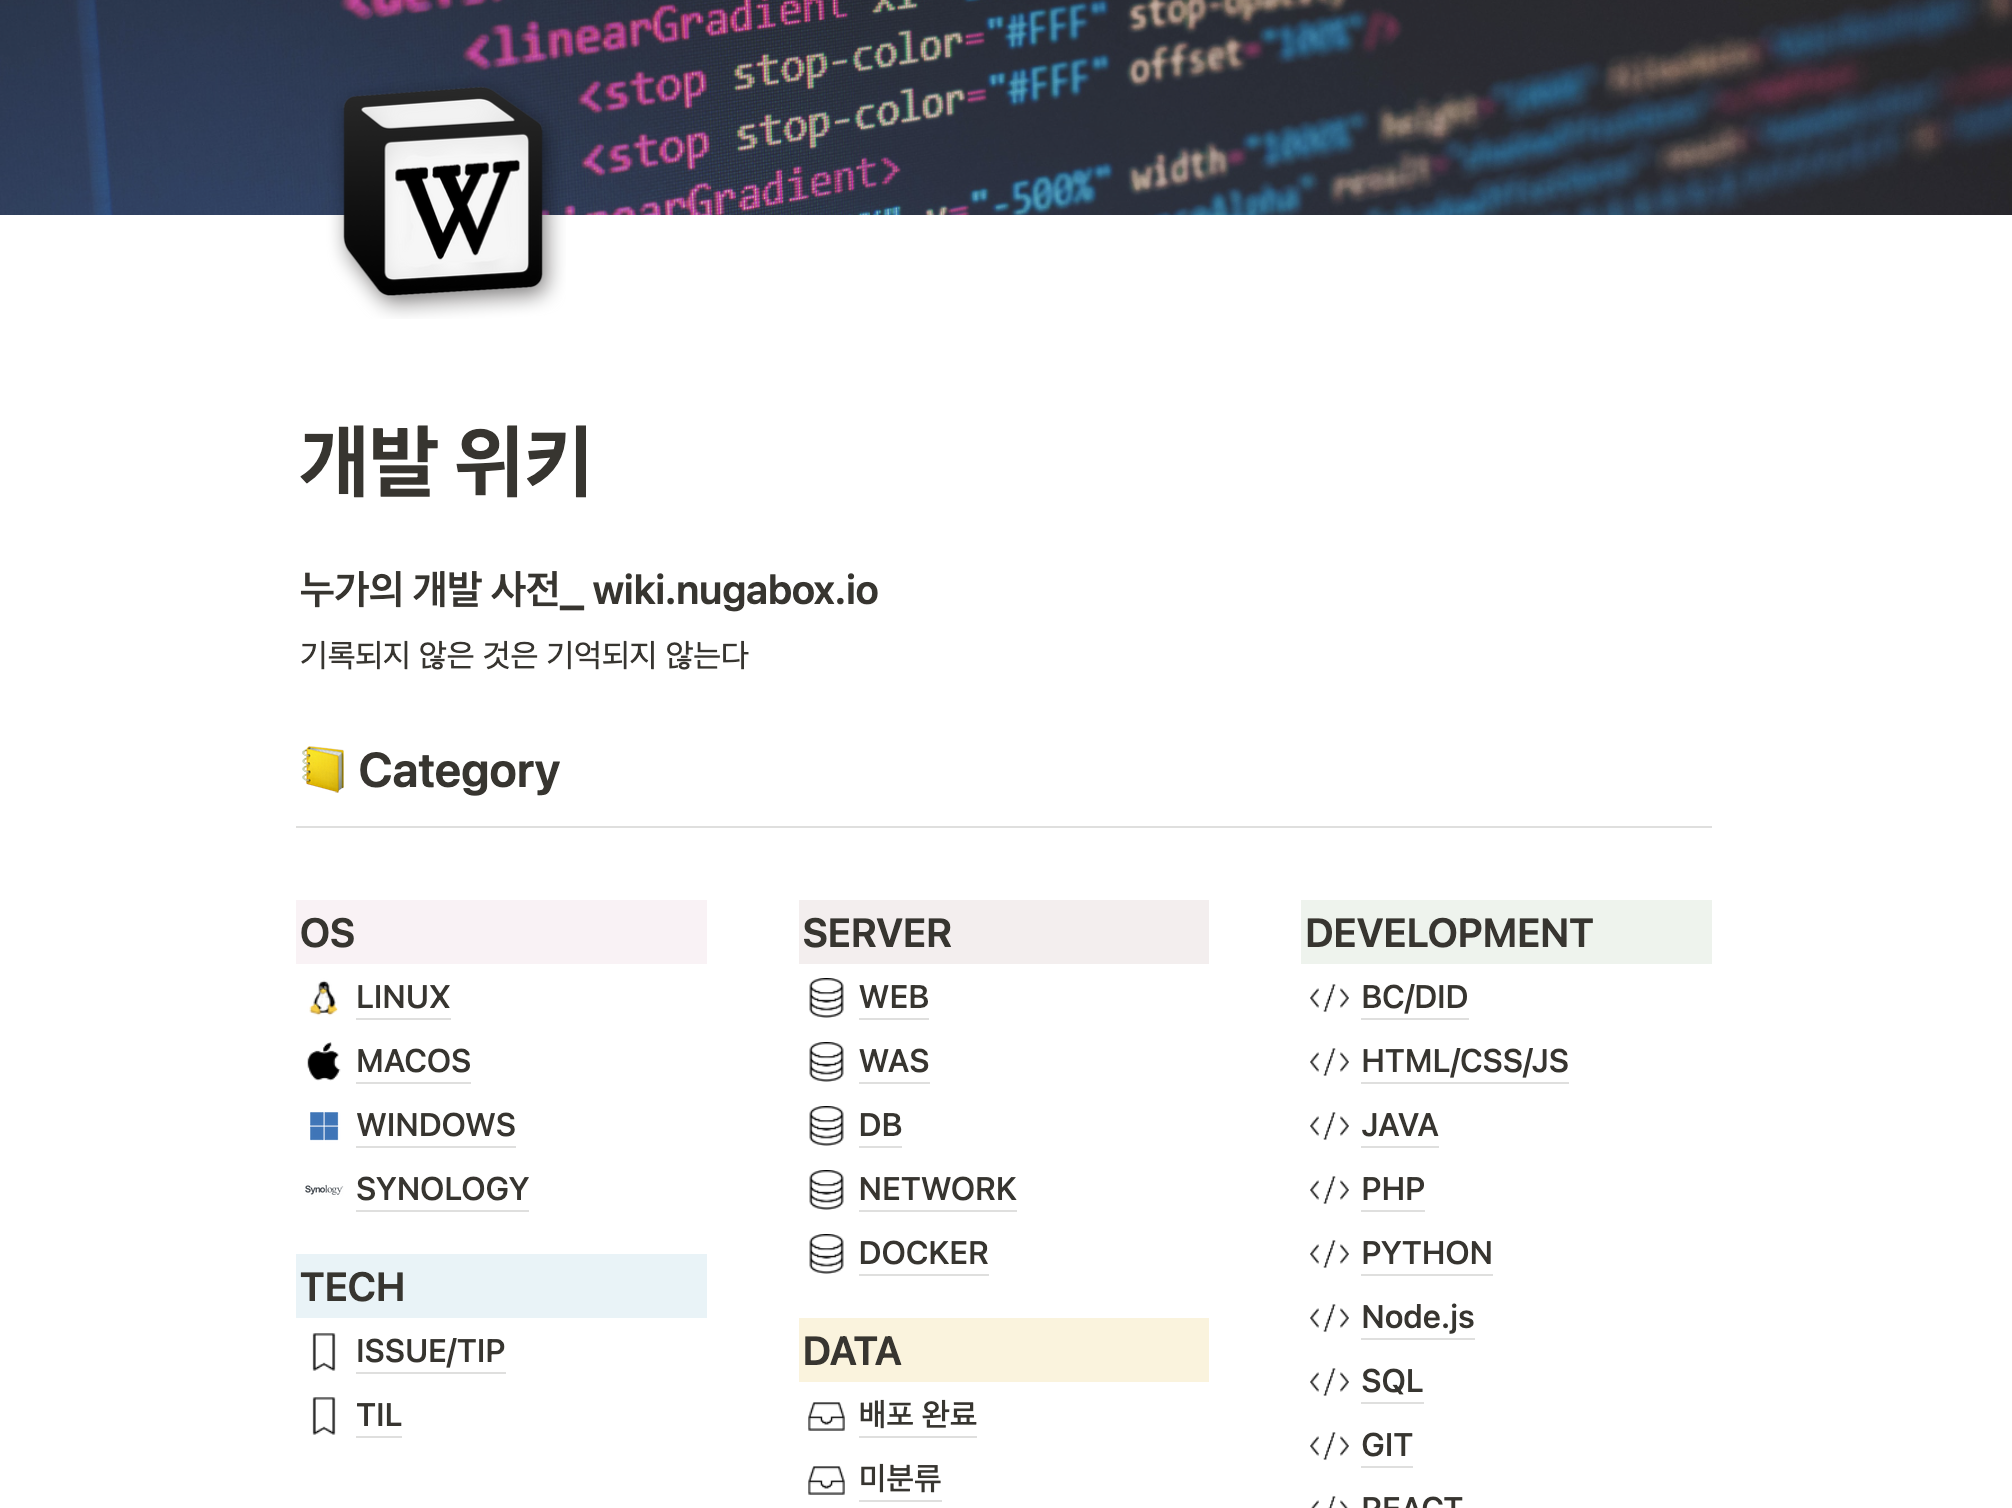 <linearGradient
<stop stop-color="#FFF"
<stop stop-color="#FFF" offset="100%"/>
linearGradient>
"-500%" width="1000%" height=
W
개발 위키
누가의 개발 사전_ wiki.nugabox.io
기록되지 않은 것은 기억되지 않는다
Category
OS
LINUX
MACOS
WINDOWS
Synology SYNOLOGY
TECH
ISSUE/TIP
TIL
SERVER
WEB
WAS
DB
NETWORK
DOCKER
DATA
배포 완료
미분류
DEVELOPMENT
</> BC/DID
</> HTML/CSS/JS
</> JAVA
</> PHP
</> PYTHON
</> Node.js
</> SQL
</> GIT
</> REACT